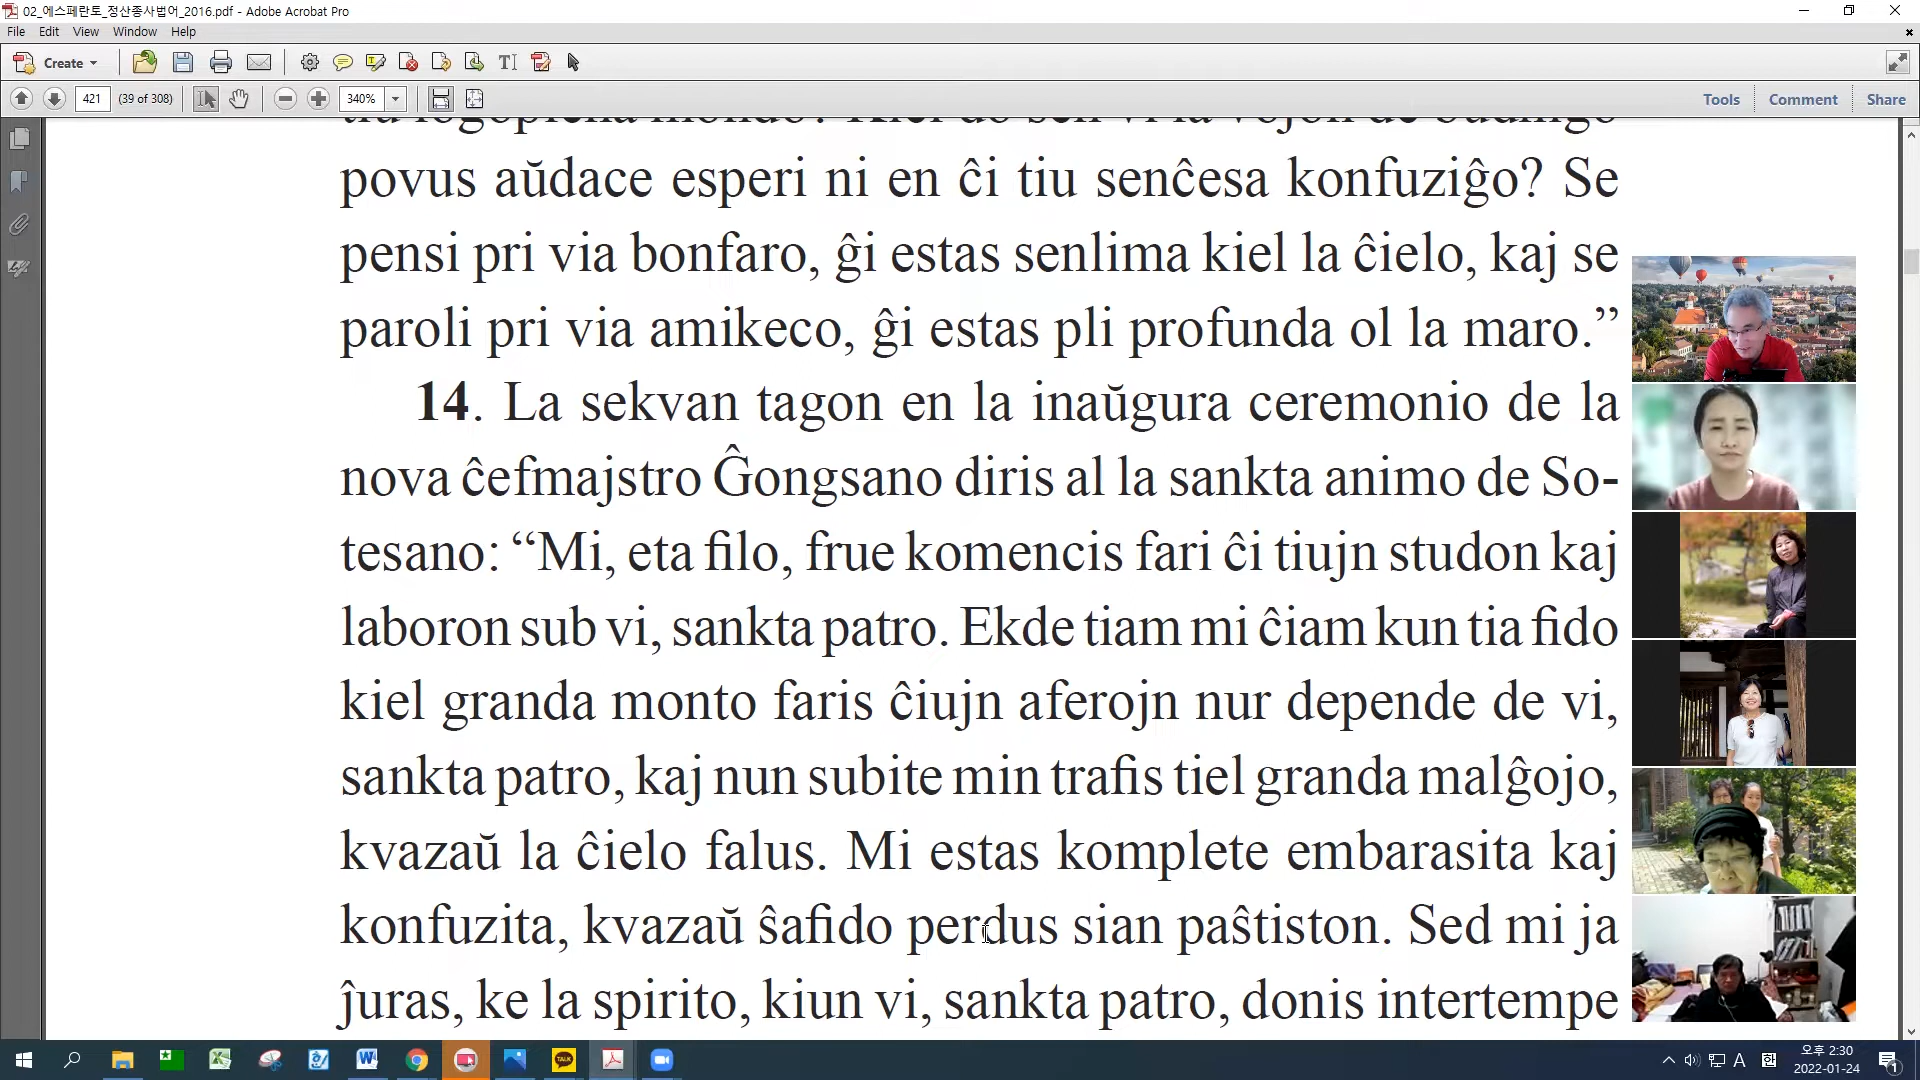 02_에스페란토_정산종사법어_2016.pdf - Adobe Acrobat Pro
File Edit View Window Help
Create
421 (39 of 308) 340% Tools Comment Share
povus aŭdace esperi ni en ĉi tiu senĉesa konfuziĝo? Se
pensi pri via bonfaro, ĝi estas senlima kiel la ĉielo, kaj se
paroli pri via amikeco, ĝi estas pli profunda ol la maro.”
14. La sekvan tagon en la inaŭgura ceremonio de la
nova ĉefmajstro Ĝongsano diris al la sankta animo de So-
tesano: “Mi, eta filo, frue komencis fari ĉi tiujn studon kaj
laboron sub vi, sankta patro. Ekde tiam mi ĉiam kun tia fido
kiel granda monto faris ĉiujn aferojn nur depende de vi,
sankta patro, kaj nun subite min trafis tiel granda malĝojo,
kvazaŭ la ĉielo falus. Mi estas komplete embarasita kaj
konfuzita, kvazaŭ ŝafido perdus sian paŝtiston. Sed mi ja
ĵuras, ke la spirito, kiun vi, sankta patro, donis intertempe
TALK
A 한 오후 2:30
2022-01-24
1